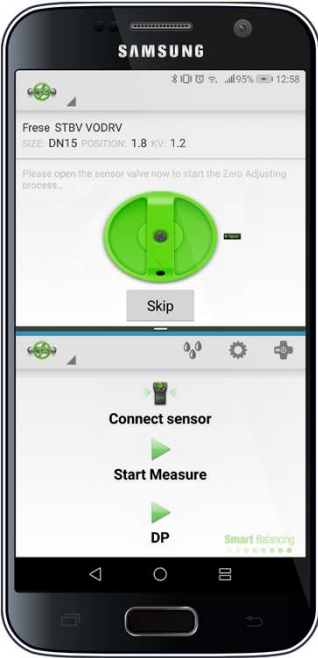 SAMSUNG
95% 12:58
Frese STBV VODRV
SIZE: DN15 POSITION: 1.8 KV: 1.2
Please open the sensor valve now to start the Zero Adjusting
process...
Skip
Connect sensor
Start Measure
DP
Smart Balancing